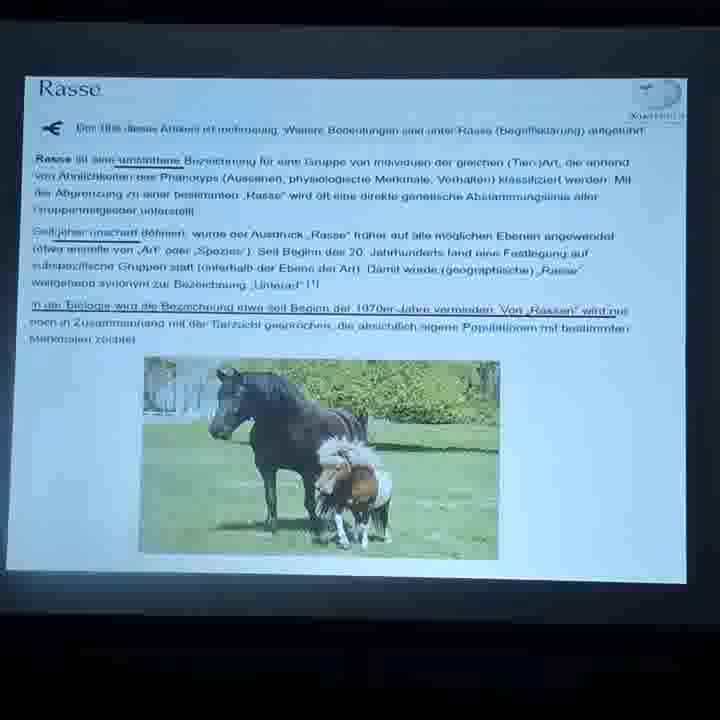 Rasse
Der Titel dieses Artikels ist mehrdeutig. Weitere Bedeutungen sind unter Rasse (Begriffsklärung) aufgeführt.
Rasse ist eine umstrittene Bezeichnung für eine Gruppe von Individuen der gleichen (Tier-)Art, die anhand
von Ähnlichkeiten des Phänotyps (Aussehen, physiologische Merkmale, Verhalten) klassifiziert werden. Mit
der Abgrenzung zu einer bestimmten „Rasse“ wird oft eine direkte genetische Abstammungslinie aller
Gruppenmitglieder unterstellt.
Seit jeher unscharf definiert, wurde der Ausdruck „Rasse“ früher auf alle möglichen Ebenen angewendet
(etwa anstelle von „Art“ oder „Spezies“). Seit Beginn des 20. Jahrhunderts fand eine Festlegung auf
subspezifische Gruppen statt (unterhalb der Ebene der Art). Damit wurde (geographische) „Rasse“
weitgehend synonym zur Bezeichnung „Unterart“.[1]
In der Biologie wird die Bezeichnung etwa seit Beginn der 1970er-Jahre vermieden. Von „Rassen“ wird nur
noch in Zusammenhang mit der Tierzucht gesprochen, die absichtlich eigene Populationen mit bestimmten
Merkmalen züchtet.